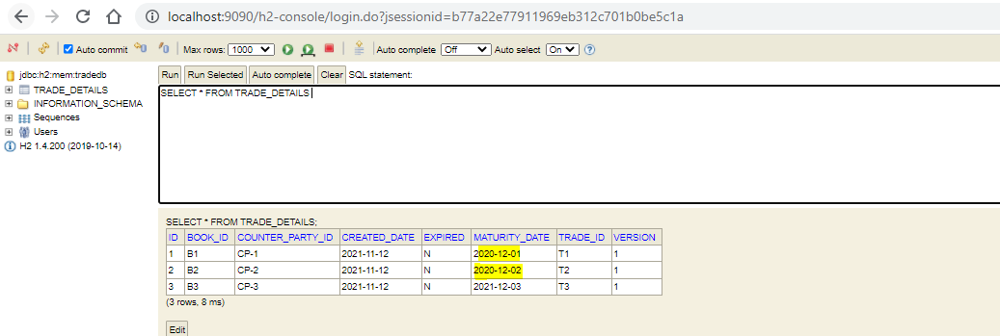 localhost:9090/h2-console/login.do?jsessionid=b77a22e77911969eb312c701b0be5c1a
Auto commit Max rows: 1000 Auto complete Off Auto select On
jdbc:h2:mem:tradedb
TRADE_DETAILS
INFORMATION_SCHEMA
Sequences
Users
H2 1.4.200 (2019-10-14)
Run Run Selected Auto complete Clear SQL statement:
SELECT * FROM TRADE_DETAILS
SELECT * FROM TRADE_DETAILS;
ID BOOK_ID COUNTER_PARTY_ID CREATED_DATE EXPIRED MATURITY_DATE TRADE_ID VERSION
1 B1 CP-1 2021-11-12 N 2020-12-01 T1 1
2 B2 CP-2 2021-11-12 N 2020-12-02 T2 1
3 B3 CP-3 2021-11-12 N 2021-12-03 T3 1
(3 rows, 8 ms)
Edit